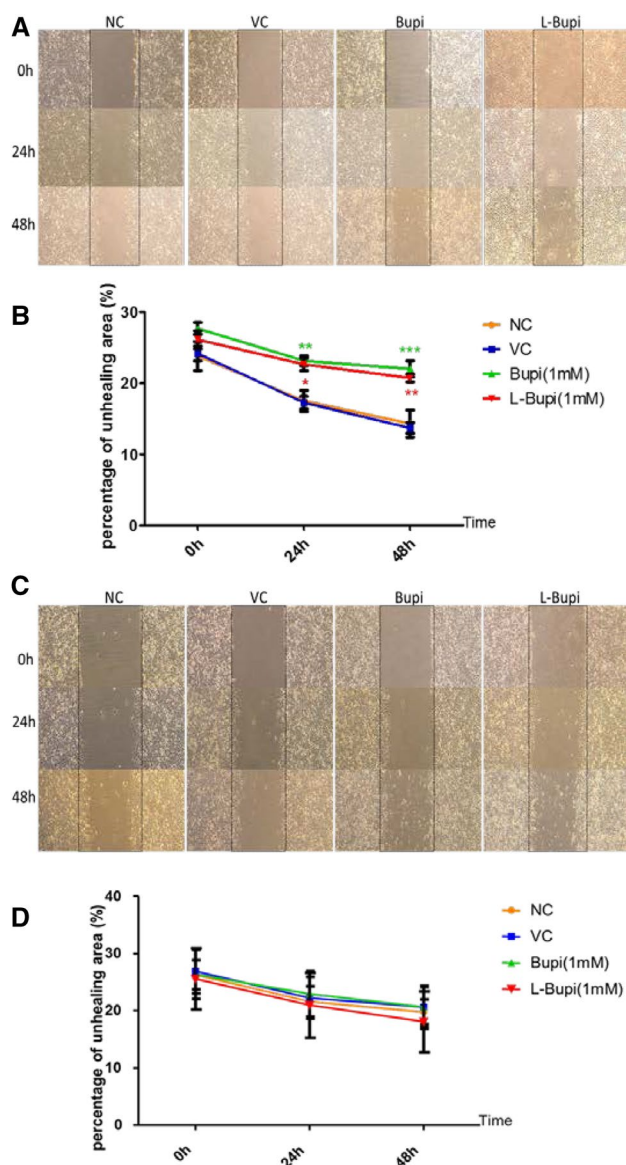 A
NC VC Bupi L-Bupi
0h
24h
48h
B
percentage of unhealing area (%)
30
20
10
0
** ***
* **
NC
VC
Bupi(1mM)
L-Bupi(1mM)
Time
0h 24h 48h
C
NC VC Bupi L-Bupi
0h
24h
48h
D
percentage of unhealing area (%)
40
30
20
10
0
NC
VC
Bupi(1mM)
L-Bupi(1mM)
Time
0h 24h 48h